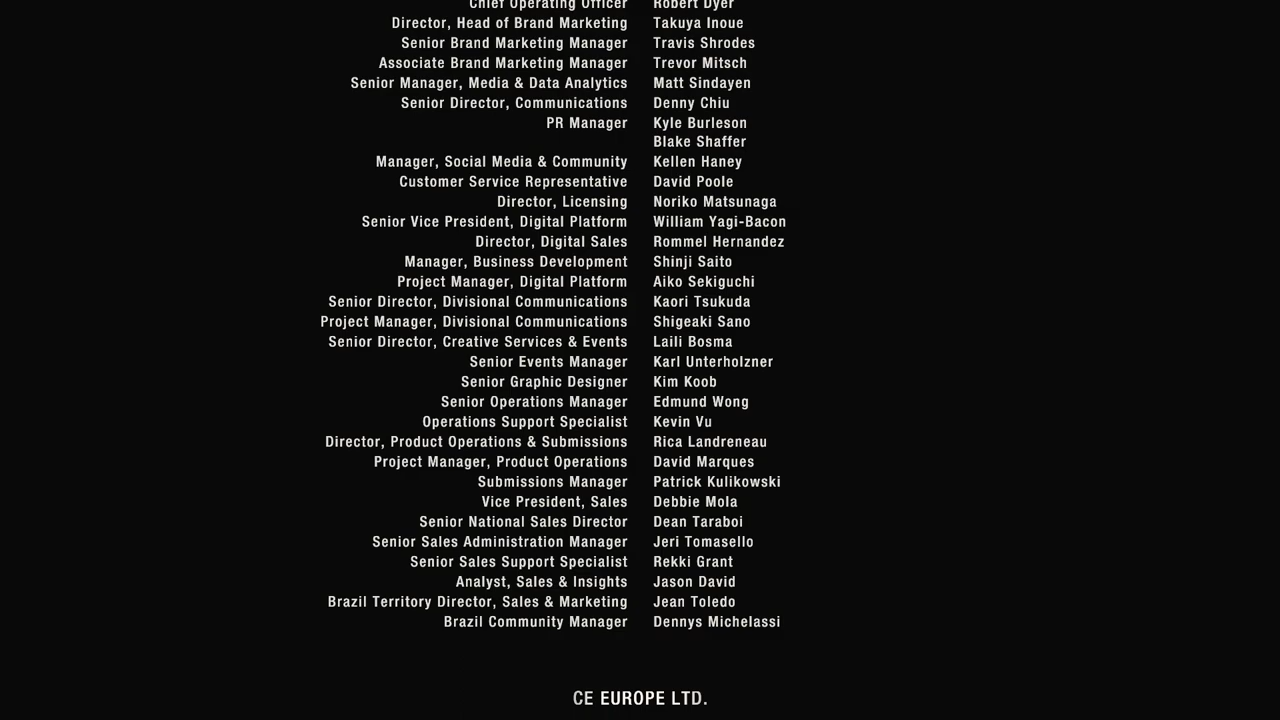 Chief Operating Officer Robert Dyer
Director, Head of Brand Marketing Takuya Inoue
Senior Brand Marketing Manager Travis Shrodes
Associate Brand Marketing Manager Trevor Mitsch
Senior Manager, Media & Data Analytics Matt Sindayen
Senior Director, Communications Denny Chiu
PR Manager Kyle Burleson
Blake Shaffer
Manager, Social Media & Community Kellen Haney
Customer Service Representative David Poole
Director, Licensing Noriko Matsunaga
Senior Vice President, Digital Platform William Yagi-Bacon
Director, Digital Sales Rommel Hernandez
Manager, Business Development Shinji Saito
Project Manager, Digital Platform Aiko Sekiguchi
Senior Director, Divisional Communications Kaori Tsukuda
Project Manager, Divisional Communications Shigeaki Sano
Senior Director, Creative Services & Events Laili Bosma
Senior Events Manager Karl Unterholzner
Senior Graphic Designer Kim Koob
Senior Operations Manager Edmund Wong
Operations Support Specialist Kevin Vu
Director, Product Operations & Submissions Rica Landreneau
Project Manager, Product Operations David Marques
Submissions Manager Patrick Kulikowski
Vice President, Sales Debbie Mola
Senior National Sales Director Dean Taraboi
Senior Sales Administration Manager Jeri Tomasello
Senior Sales Support Specialist Rekki Grant
Analyst, Sales & Insights Jason David
Brazil Territory Director, Sales & Marketing Jean Toledo
Brazil Community Manager Dennys Michelassi
CE EUROPE LTD.